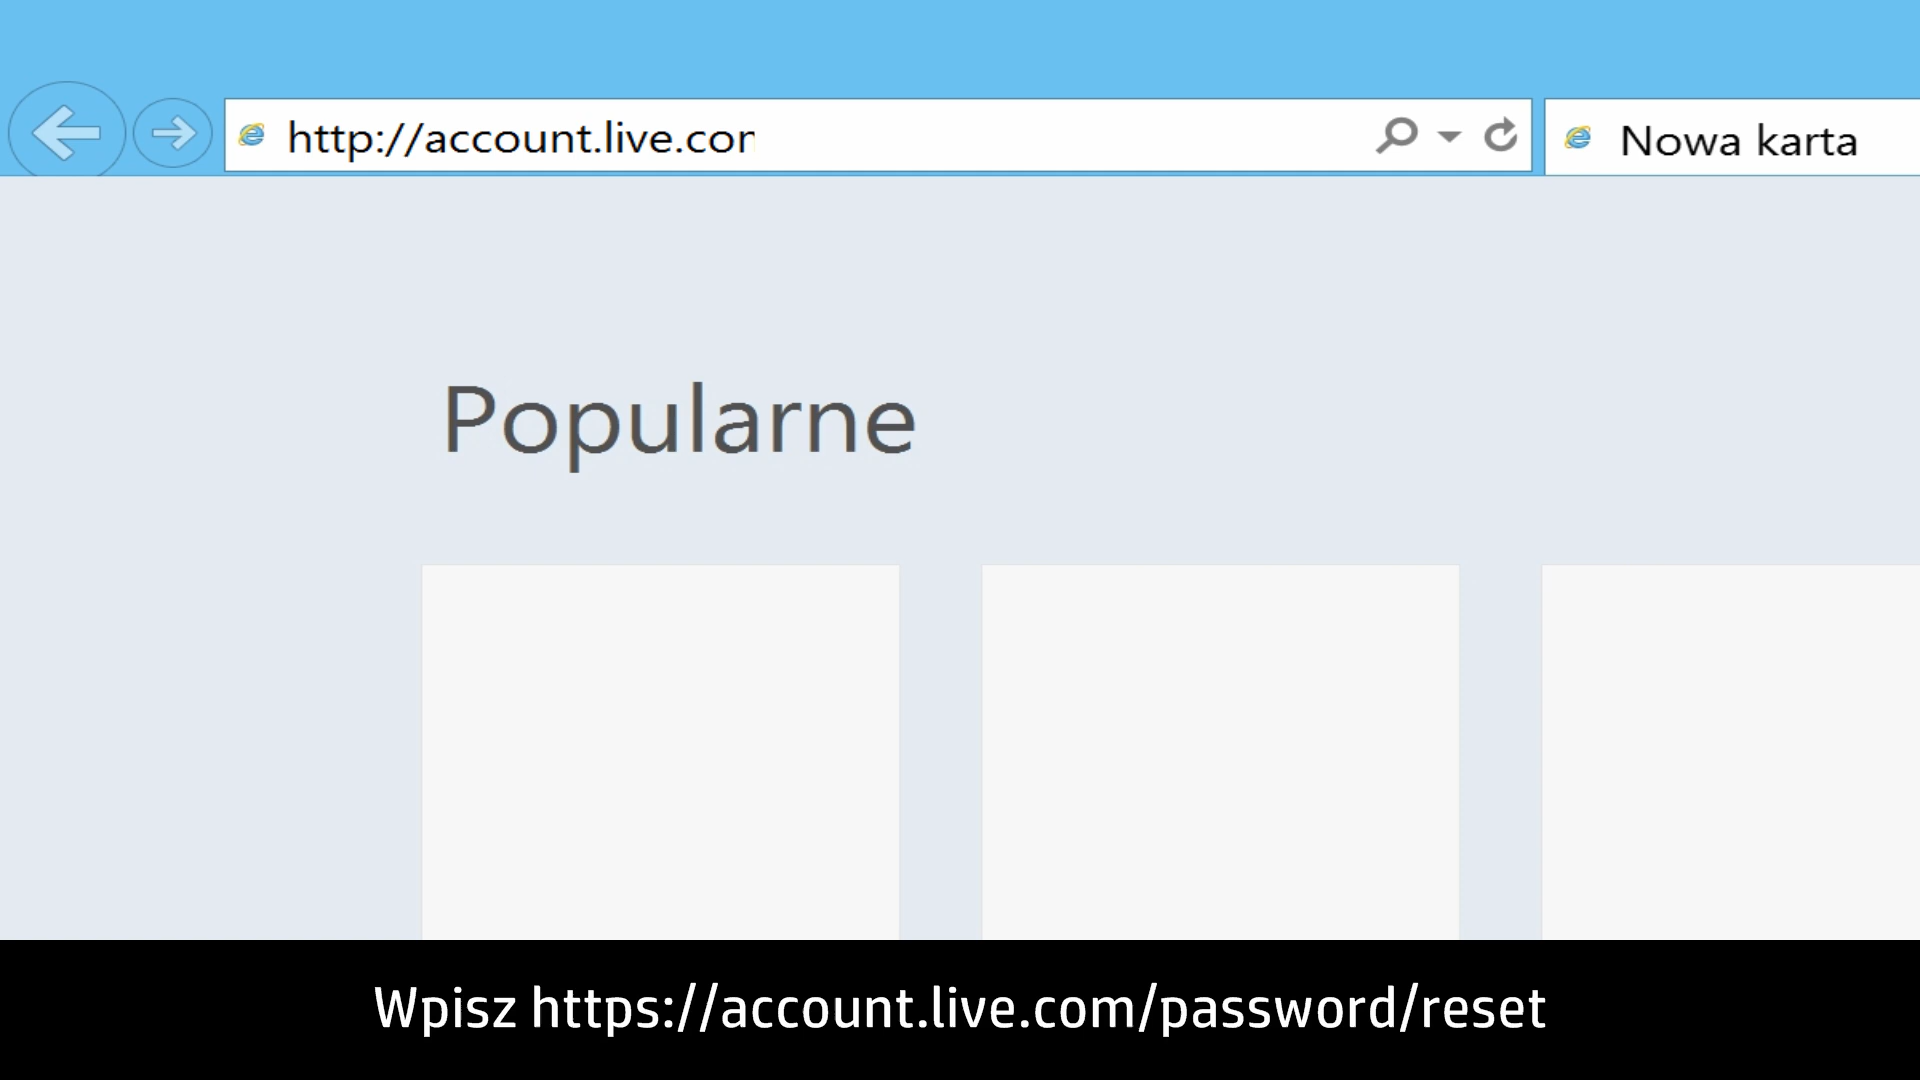 http://account.live.cor
Nowa karta
Popularne
Wpisz https://account.live.com/password/reset